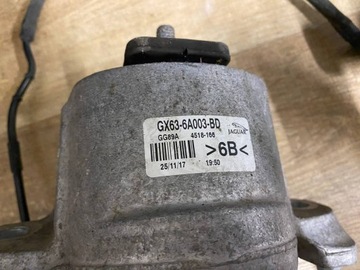 GX63-6A003-BD
GG89A 4518-166
JAGUAR
>6B<
25/11/17 19:50